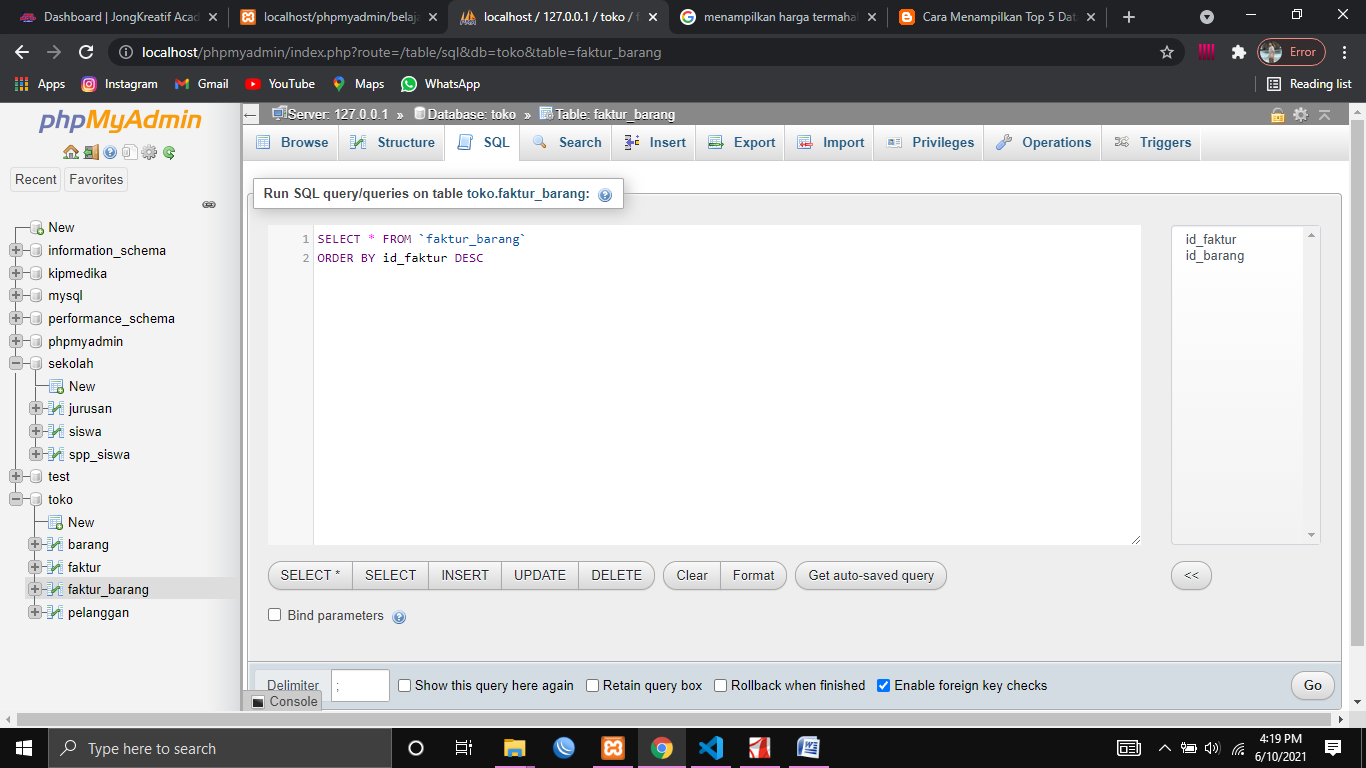 Dashboard | JongKreatif Acad
localhost/phpmyadmin/belaja
localhost / 127.0.0.1 / toko / f
menampilkan harga termahal
Cara Menampilkan Top 5 Dat
localhost/phpmyadmin/index.php?route=/table/sql&db=toko&table=faktur_barang
Error
Apps
Instagram
Gmail
YouTube
Maps
WhatsApp
Reading list
phpMyAdmin
Recent
Favorites
New
information_schema
kipmedika
mysql
performance_schema
phpmyadmin
sekolah
New
jurusan
siswa
spp_siswa
test
toko
New
barang
faktur
faktur_barang
pelanggan
Server: 127.0.0.1 » Database: toko » Table: faktur_barang
Browse
Structure
SQL
Search
Insert
Export
Import
Privileges
Operations
Triggers
Run SQL query/queries on table toko.faktur_barang:
1 SELECT * FROM `faktur_barang`
2 ORDER BY id_faktur DESC
id_faktur
id_barang
SELECT *
SELECT
INSERT
UPDATE
DELETE
Clear
Format
Get auto-saved query
<<
Bind parameters
Delimiter
;
Show this query here again
Retain query box
Rollback when finished
Enable foreign key checks
Go
Console
Type here to search
4:19 PM
6/10/2021